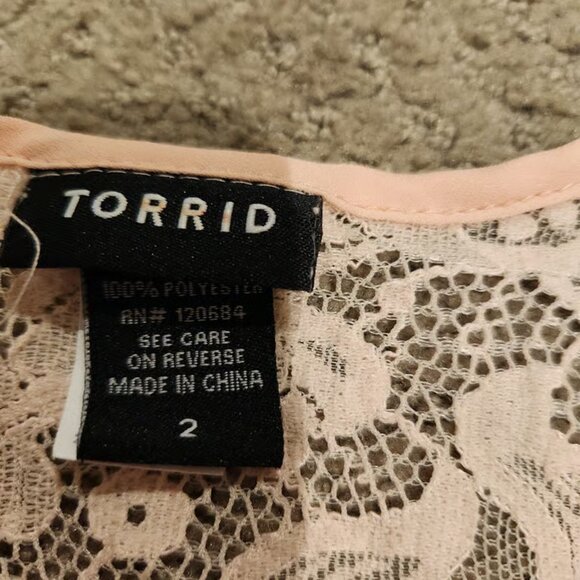 TORRID
100% POLYESTER
RN# 120684
SEE CARE
ON REVERSE
MADE IN CHINA
2